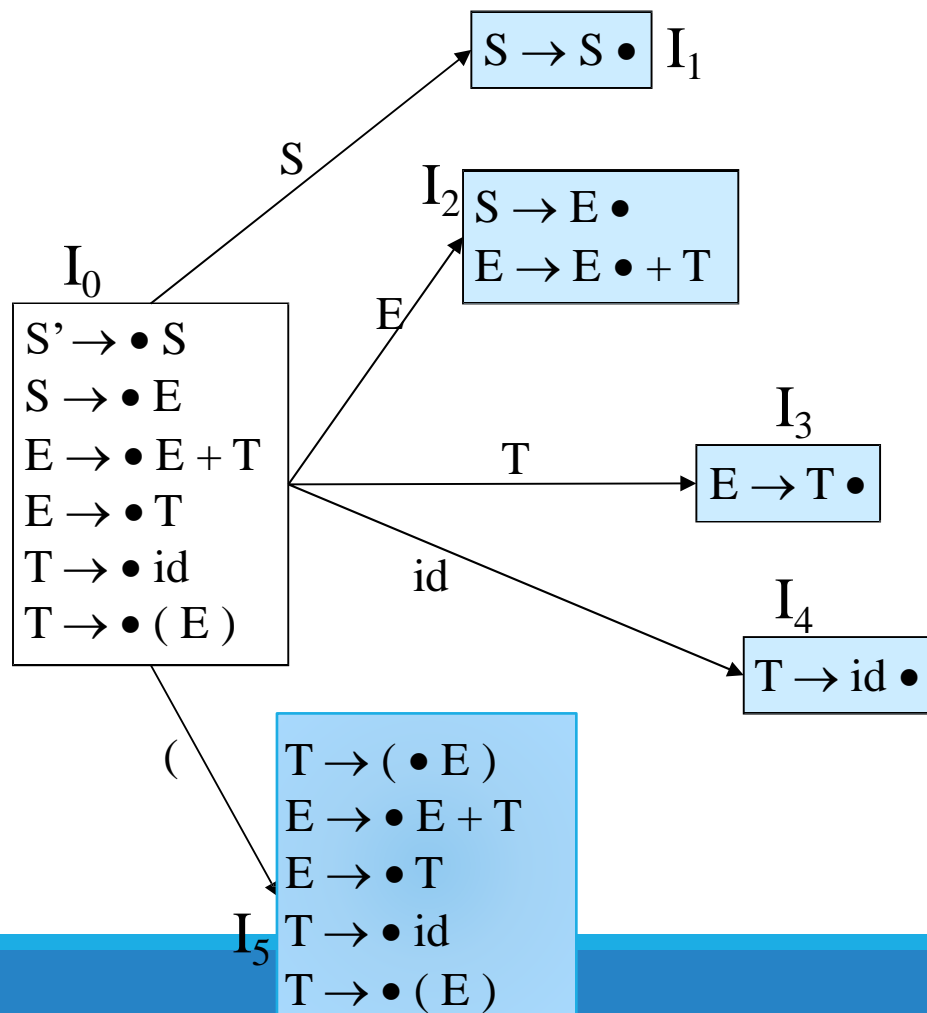 S → S •
I₁
S
I₂
S → E •
E → E • + T
E
I₀
S’ → • S
S → • E
E → • E + T
E → • T
T → • id
T → • ( E )
T
I₃
E → T •
id
I₄
T → id •
(
I₅
T → ( • E )
E → • E + T
E → • T
T → • id
T → • ( E )